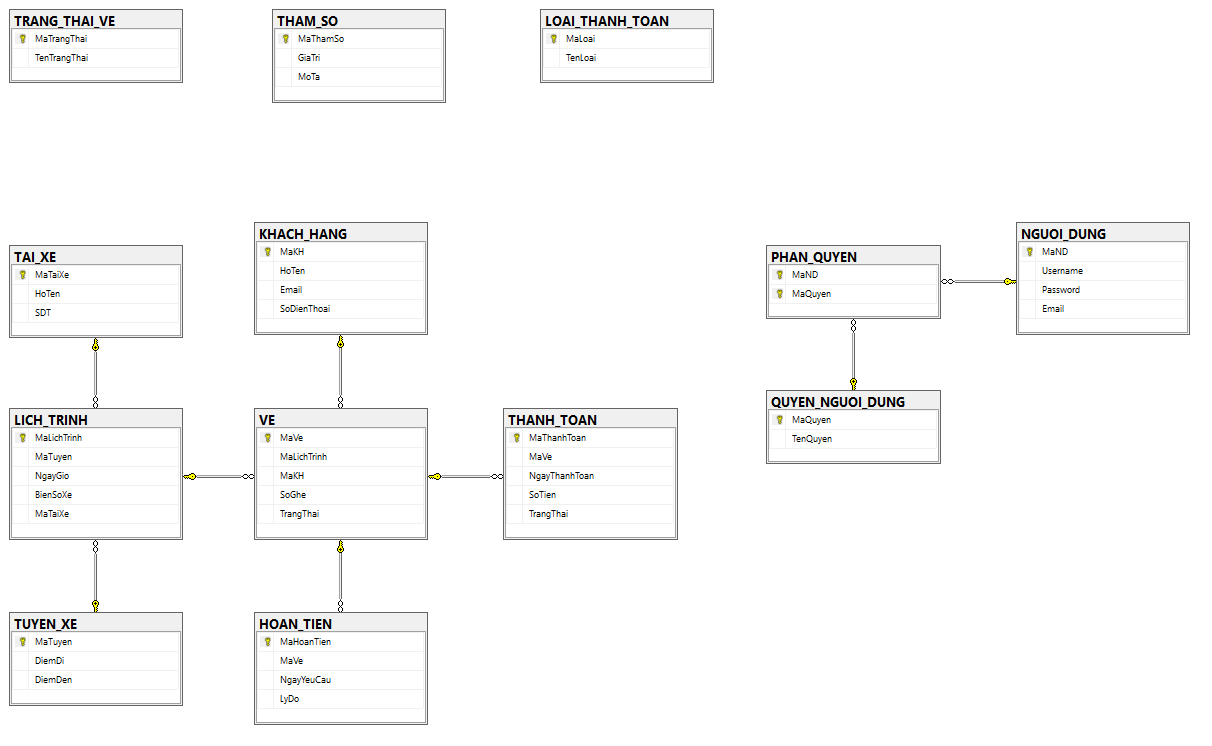 TRANG_THAI_VE
MaTrangThai
TenTrangThai
THAM_SO
MaThamSo
GiaTri
MoTa
LOAI_THANH_TOAN
MaLoai
TenLoai
TAI_XE
MaTaiXe
HoTen
SDT
KHACH_HANG
MaKH
HoTen
Email
SoDienThoai
PHAN_QUYEN
MaND
MaQuyen
NGUOI_DUNG
MaND
Username
Password
Email
LICH_TRINH
MaLichTrinh
MaTuyen
NgayGio
BienSoXe
MaTaiXe
VE
MaVe
MaLichTrinh
MaKH
SoGhe
TrangThai
THANH_TOAN
MaThanhToan
MaVe
NgayThanhToan
SoTien
TrangThai
QUYEN_NGUOI_DUNG
MaQuyen
TenQuyen
TUYEN_XE
MaTuyen
DiemDi
DiemDen
HOAN_TIEN
MaHoanTien
MaVe
NgayYeuCau
LyDo